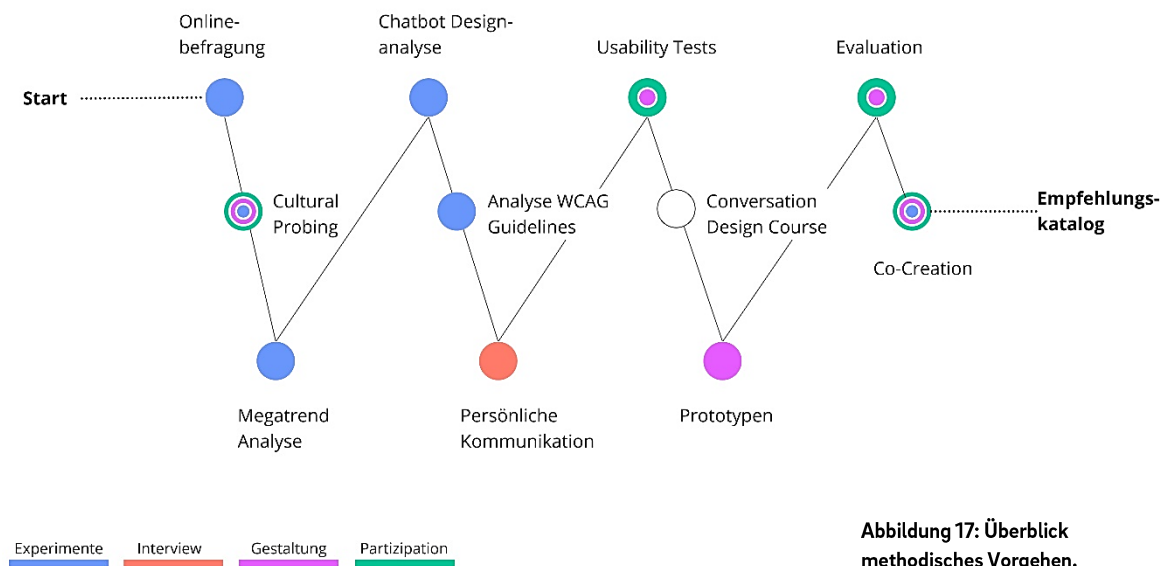 Online-
befragung
Chatbot Design-
analyse
Usability Tests
Evaluation
Start
Cultural
Probing
Analyse WCAG
Guidelines
Conversation
Design Course
Empfehlungs-
katalog
Co-Creation
Megatrend
Analyse
Persönliche
Kommunikation
Prototypen
Experimente
Interview
Gestaltung
Partizipation
Abbildung 17: Überblick
methodisches Vorgehen.